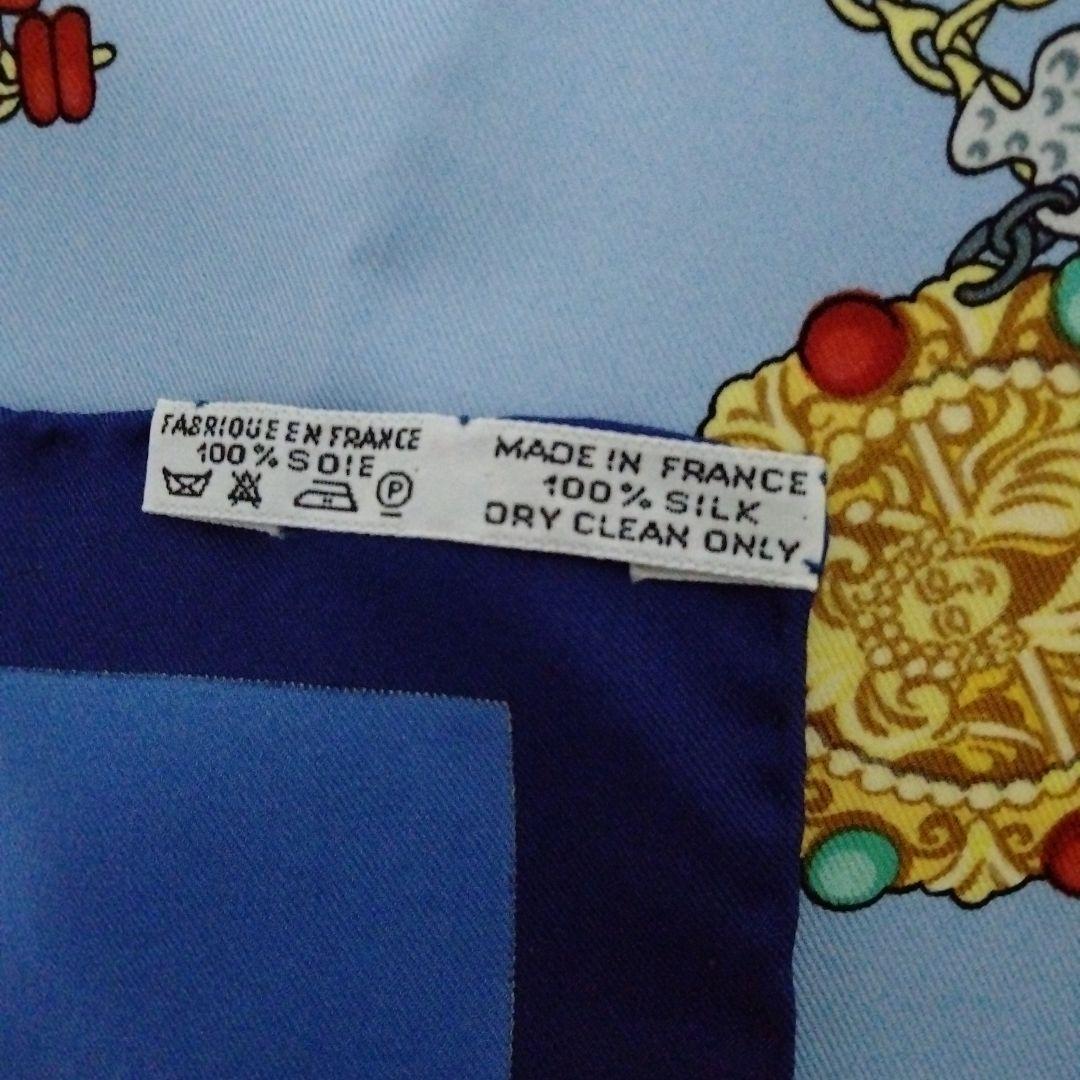 FABRIQUE EN FRANCE
100% SOIE
P
MADE IN FRANCE
100% SILK
DRY CLEAN ONLY